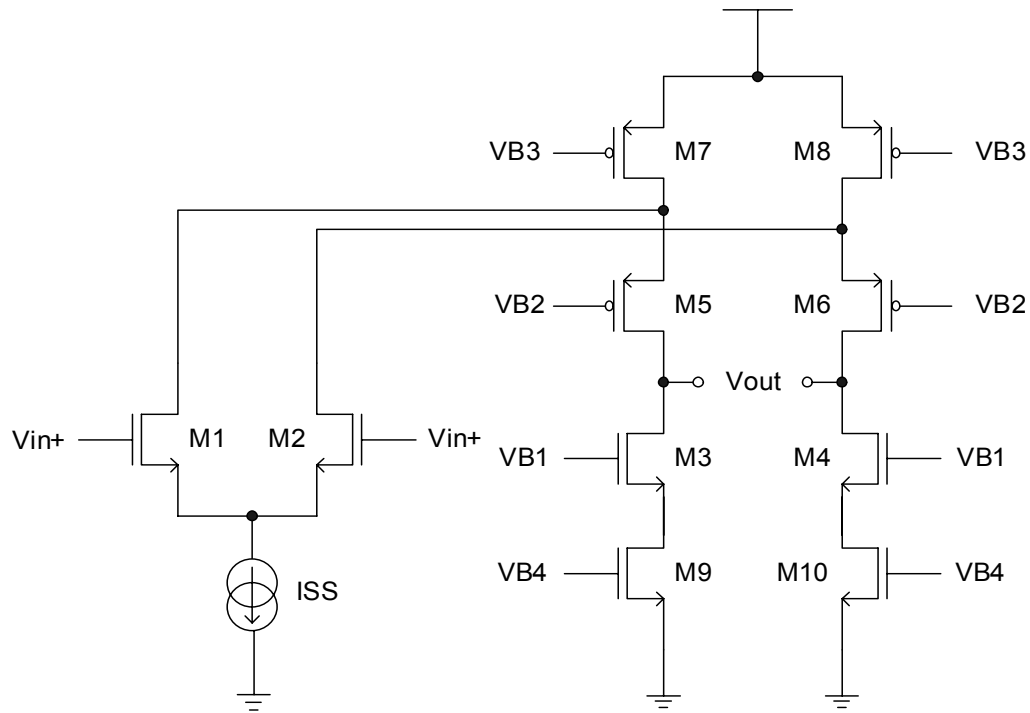 VB3 M7 M8 VB3
VB2 M5 M6 VB2
Vout
Vin+ M1 M2 Vin+
VB1 M3 M4 VB1
ISS
VB4 M9 M10 VB4